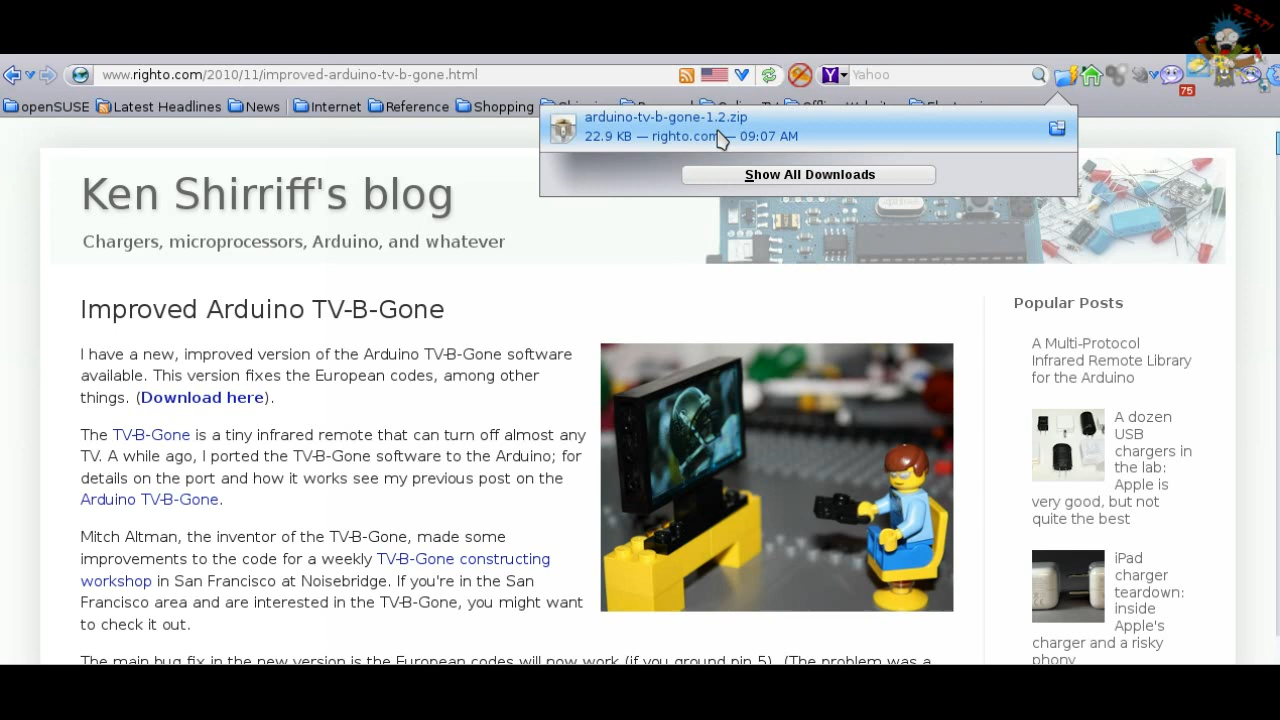 ZZZT!
www.righto.com/2010/11/improved-arduino-tv-b-gone.html
Yahoo
75
openSUSE Latest Headlines News Internet Reference Shopping
arduino-tv-b-gone-1.2.zip
22.9 KB — righto.com — 09:07 AM
Show All Downloads
Ken Shirriff's blog
Chargers, microprocessors, Arduino, and whatever
Improved Arduino TV-B-Gone
I have a new, improved version of the Arduino TV-B-Gone software
available. This version fixes the European codes, among other
things. (Download here).
The TV-B-Gone is a tiny infrared remote that can turn off almost any
TV. A while ago, I ported the TV-B-Gone software to the Arduino; for
details on the port and how it works see my previous post on the
Arduino TV-B-Gone.
Mitch Altman, the inventor of the TV-B-Gone, made some
improvements to the code for a weekly TV-B-Gone constructing
workshop in San Francisco at Noisebridge. If you're in the San
Francisco area and are interested in the TV-B-Gone, you might want
to check it out.
The main bug fix in the new version is the European codes will now work (if you ground pin 5). (The problem was a
Popular Posts
A Multi-Protocol
Infrared Remote Library
for the Arduino
A dozen
USB
chargers in
the lab:
Apple is
very good, but not
quite the best
iPad
charger
teardown:
inside
Apple's
charger and a risky
phony